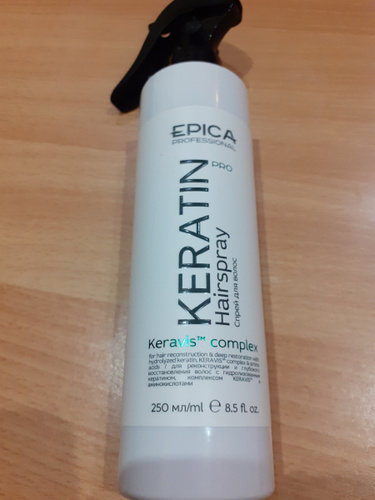 EPICA
PROFESSIONAL
KERATIN PRO
Hairspray
Спрей для волос
Keravis™ complex
for hair reconstruction & deep restoration with
hydrolyzed keratin, KERAVIS™ complex & amino
acids / для реконструкции и глубокого
восстановления волос с гидролизованным
кератином, комплексом KERAVIS™ и
аминокислотами
250 мл/ml ℮ 8.5 fl. oz.